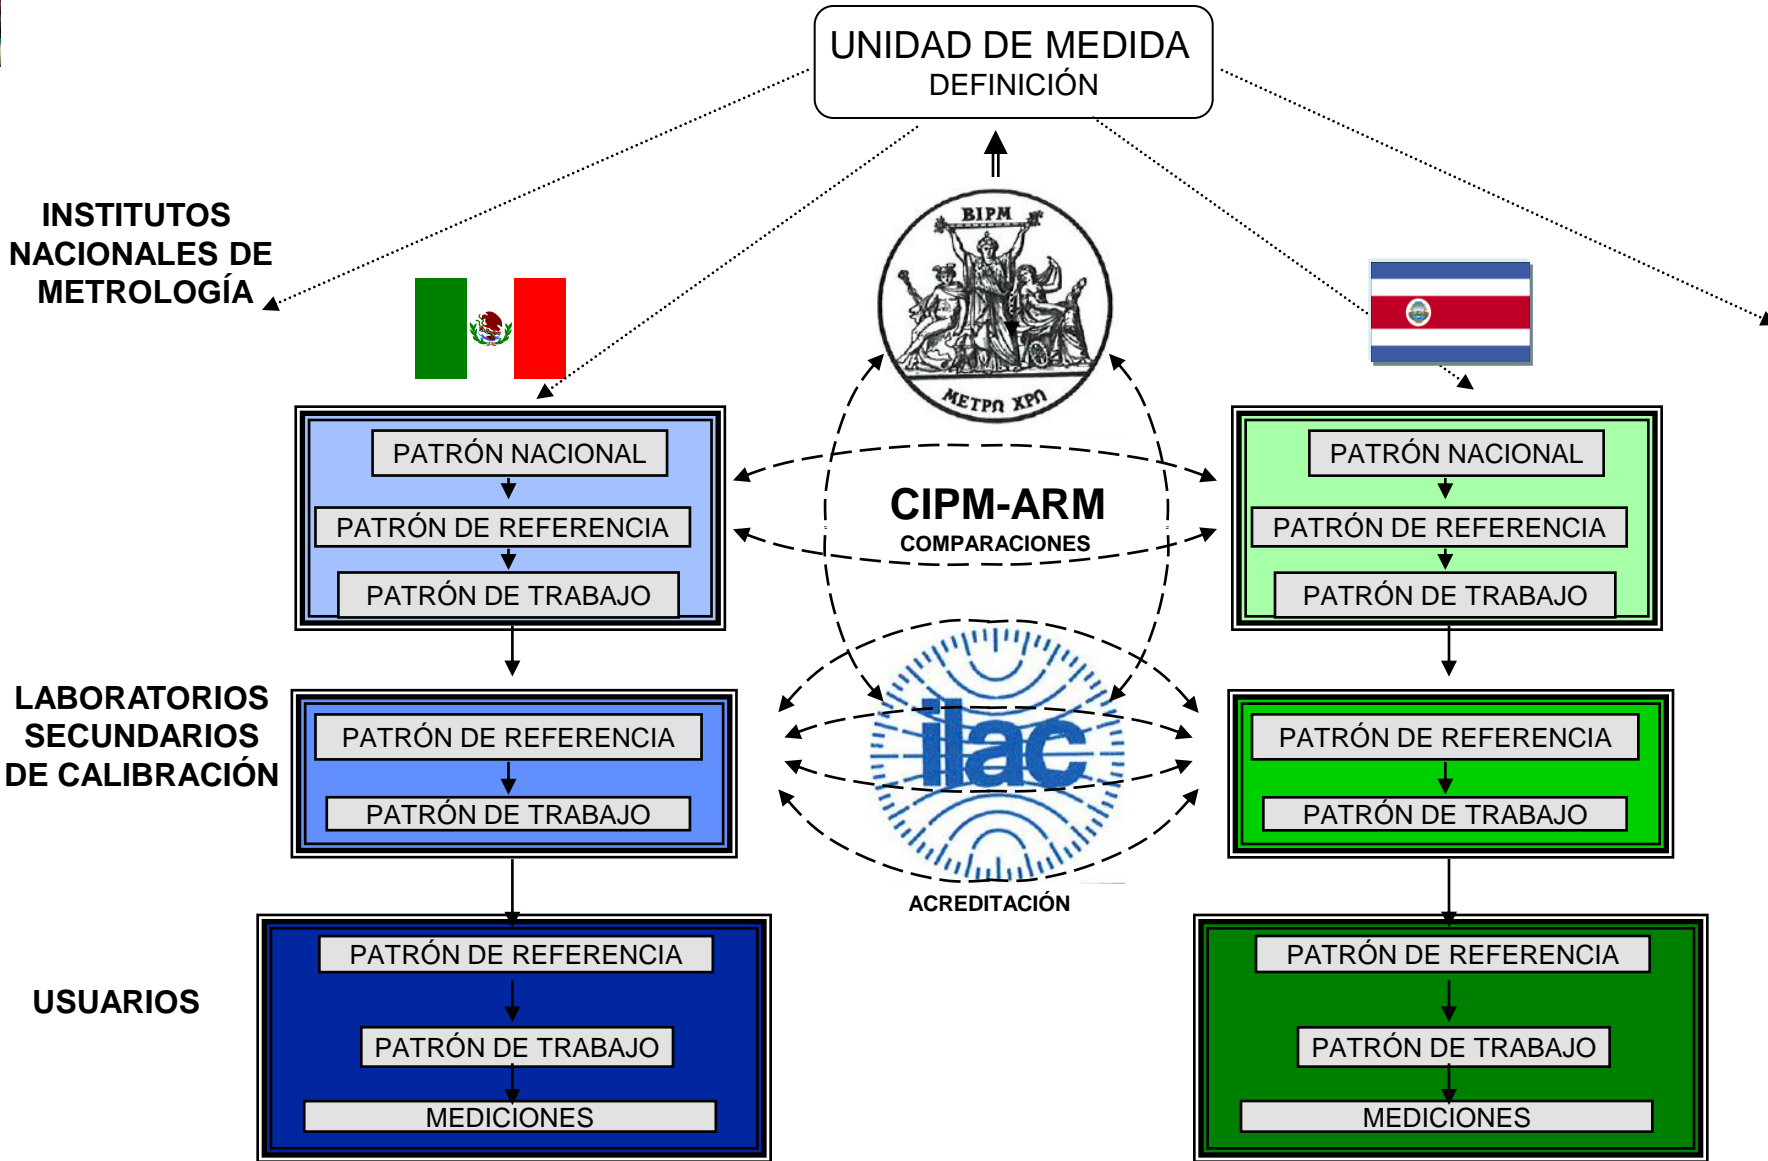 UNIDAD DE MEDIDA
DEFINICIÓN
INSTITUTOS
NACIONALES DE
METROLOGÍA
BIPM
ΜΕΤΡΩ ΧΡΩ
PATRÓN NACIONAL
PATRÓN DE REFERENCIA
PATRÓN DE TRABAJO
CIPM-ARM
COMPARACIONES
PATRÓN NACIONAL
PATRÓN DE REFERENCIA
PATRÓN DE TRABAJO
LABORATORIOS
SECUNDARIOS
DE CALIBRACIÓN
PATRÓN DE REFERENCIA
PATRÓN DE TRABAJO
ilac
ACREDITACIÓN
PATRÓN DE REFERENCIA
PATRÓN DE TRABAJO
USUARIOS
PATRÓN DE REFERENCIA
PATRÓN DE TRABAJO
MEDICIONES
PATRÓN DE REFERENCIA
PATRÓN DE TRABAJO
MEDICIONES